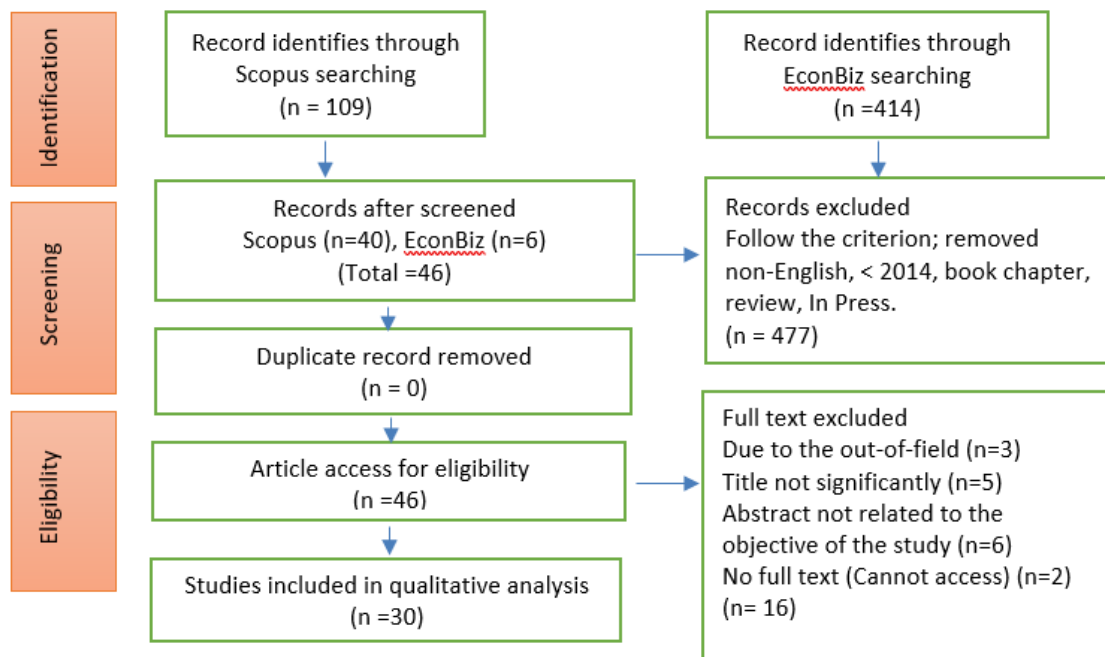 Identification
Record identifies through
Scopus searching
(n = 109)
Record identifies through
EconBiz searching
(n =414)
Screening
Records after screened
Scopus (n=40), EconBiz (n=6)
(Total =46)
Records excluded
Follow the criterion; removed
non-English, < 2014, book chapter,
review, In Press.
(n = 477)
Duplicate record removed
(n = 0)
Eligibility
Article access for eligibility
(n =46)
Full text excluded
Due to the out-of-field (n=3)
Title not significantly (n=5)
Abstract not related to the
objective of the study (n=6)
No full text (Cannot access) (n=2)
(n= 16)
Studies included in qualitative analysis
(n =30)